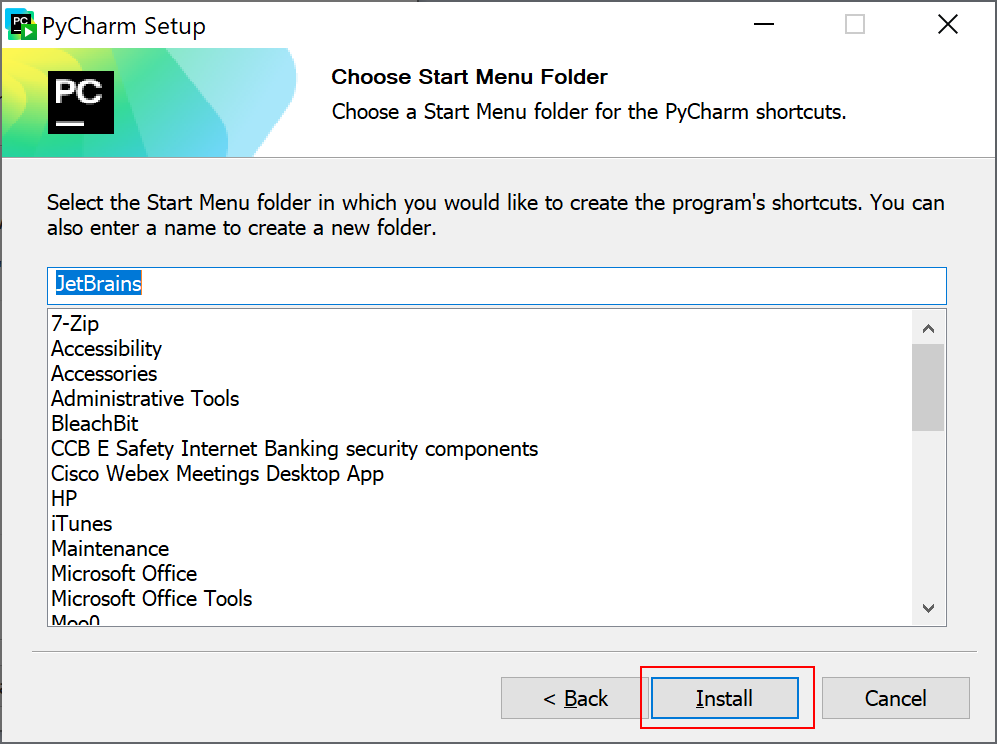 PC
PyCharm Setup
PC
Choose Start Menu Folder
Choose a Start Menu folder for the PyCharm shortcuts.
Select the Start Menu folder in which you would like to create the program's shortcuts. You can
also enter a name to create a new folder.
JetBrains
7-Zip
Accessibility
Accessories
Administrative Tools
BleachBit
CCB E Safety Internet Banking security components
Cisco Webex Meetings Desktop App
HP
iTunes
Maintenance
Microsoft Office
Microsoft Office Tools
Moo0
< Back
Install
Cancel